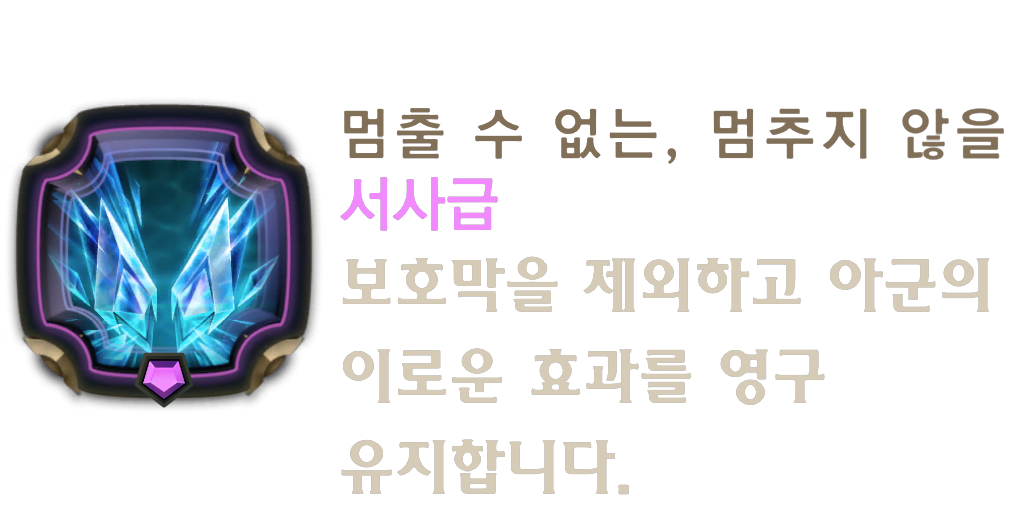 멈출 수 없는, 멈추지 않을
서사급
보호막을 제외하고 아군의
이로운 효과를 영구
유지합니다.